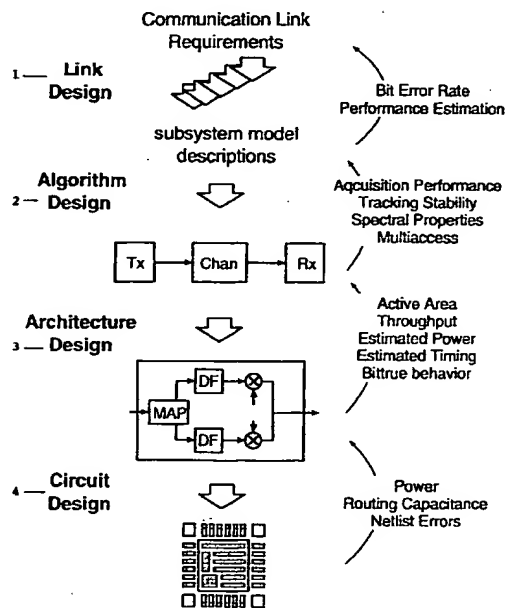 Communication Link
Requirements
1 Link
Design
Bit Error Rate
Performance Estimation
subsystem model
descriptions
2 Algorithm
Design
Aqcuisition Performance
Tracking Stability
Spectral Properties
Multiaccess
Tx Chan Rx
3 Architecture
Design
Active Area
Throughput
Estimated Power
Estimated Timing
Bittrue behavior
DF
MAP
DF
4 Circuit
Design
Power
Routing Capacitance
Netlist Errors